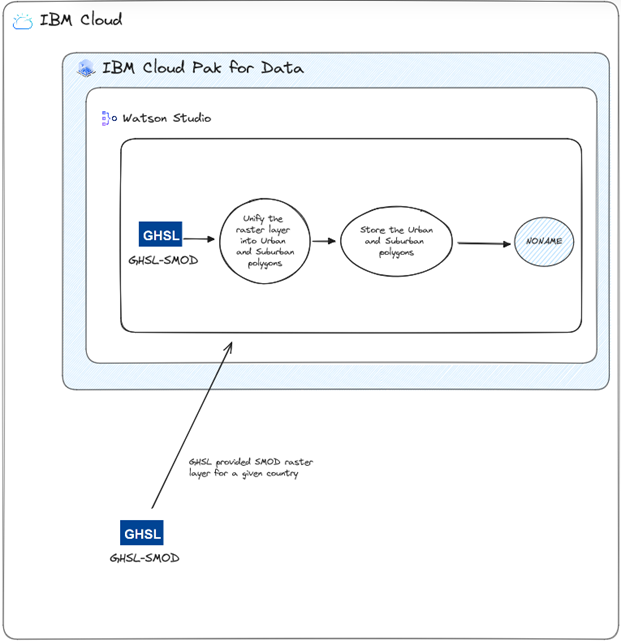 IBM Cloud
IBM Cloud Pak for Data
Watson Studio
GHSL
GHSL-SMOD
Unify the
raster layer
into Urban
and Suburban
polygons
Store the Urban
and Suburban
polygons
NONAME
GHSL provided SMOD raster
layer for a given country
GHSL
GHSL-SMOD